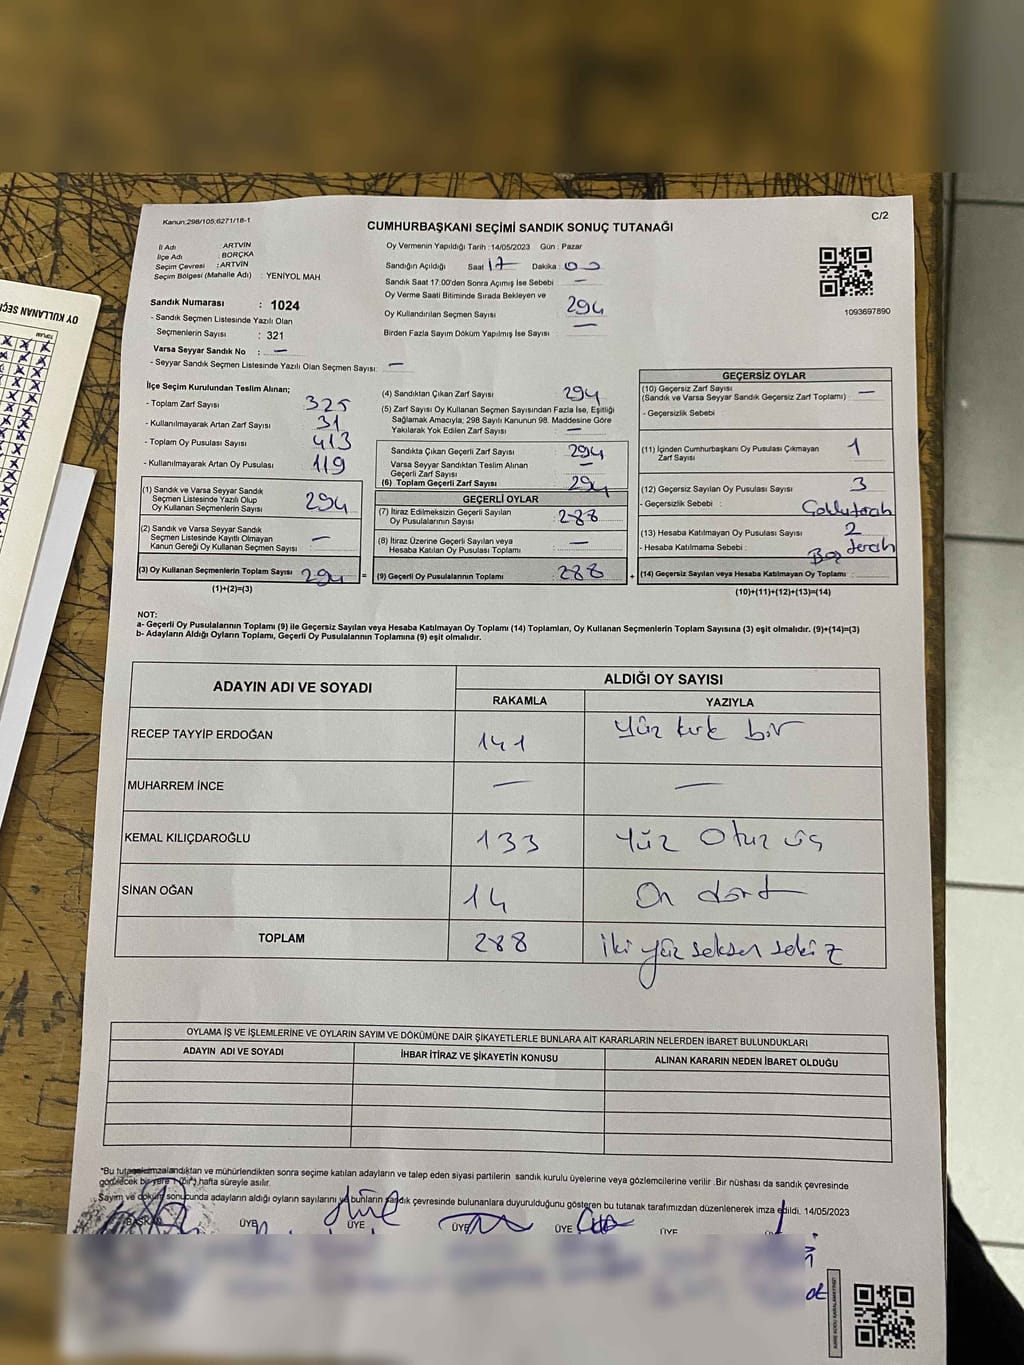 Kanun:298/105;6271/18-1
C/2
CUMHURBAŞKANI SEÇİMİ SANDIK SONUÇ TUTANAĞI
İl Adı : ARTVİN
İlçe Adı : BORÇKA
Seçim Çevresi : ARTVİN
Seçim Bölgesi (Mahalle Adı) : YENİYOL MAH.
Sandık Numarası : 1024
- Sandık Seçmen Listesinde Yazılı Olan
Seçmenlerin Sayısı : 321
Varsa Seyyar Sandık No : —
- Seyyar Sandık Seçmen Listesinde Yazılı Olan Seçmen Sayısı: —
Oy Vermenin Yapıldığı Tarih :14/05/2023 Gün : Pazar
Sandığın Açıldığı Saat 17 Dakika : 00
Sandık Saat 17:00'den Sonra Açılmış İse Sebebi —
Oy Verme Saati Bitiminde Sırada Bekleyen ve
Oy Kullandırılan Seçmen Sayısı 294
Birden Fazla Sayım Döküm Yapılmış İse Sayısı —
1093697890
İlçe Seçim Kurulundan Teslim Alınan;
- Toplam Zarf Sayısı 325
- Kullanılmayarak Artan Zarf Sayısı 31
- Toplam Oy Pusulası Sayısı 413
- Kullanılmayarak Artan Oy Pusulası 119
(1) Sandık ve Varsa Seyyar Sandık
Seçmen Listesinde Yazılı Olup
Oy Kullanan Seçmenlerin Sayısı 294
(2) Sandık ve Varsa Seyyar Sandık
Seçmen Listesinde Kayıtlı Olmayan
Kanun Gereği Oy Kullanan Seçmen Sayısı —
(3) Oy Kullanan Seçmenlerin Toplam Sayısı 294 =
(1)+(2)=(3)
(4) Sandıktan Çıkan Zarf Sayısı 294
(5) Zarf Sayısı Oy Kullanan Seçmen Sayısından Fazla İse, Eşitliği
Sağlamak Amacıyla; 298 Sayılı Kanunun 98. Maddesine Göre
Yakılarak Yok Edilen Zarf Sayısı —
Sandıkta Çıkan Geçerli Zarf Sayısı 294
Varsa Seyyar Sandıktan Teslim Alınan
Geçerli Zarf Sayısı —
(6) Toplam Geçerli Zarf Sayısı 294
GEÇERLİ OYLAR
(7) İtiraz Edilmeksizin Geçerli Sayılan
Oy Pusulalarının Sayısı 288
(8) İtiraz Üzerine Geçerli Sayılan veya
Hesaba Katılan Oy Pusulası Toplamı —
(9) Geçerli Oy Pusulalarının Toplamı 288 +
GEÇERSİZ OYLAR
(10) Geçersiz Zarf Sayısı
(Sandık ve Varsa Seyyar Sandık Geçersiz Zarf Toplamı) : —
- Geçersizlik Sebebi
(11) İçinden Cumhurbaşkanı Oy Pusulası Çıkmayan
Zarf Sayısı 1
(12) Geçersiz Sayılan Oy Pusulası Sayısı 3
- Geçersizlik Sebebi :
(13) Hesaba Katılmayan Oy Pusulası Sayısı 2
- Hesaba Katılmama Sebebi : Boş
(14) Geçersiz Sayılan veya Hesaba Katılmayan Oy Toplamı :
(10)+(11)+(12)+(13)=(14)
NOT:
a- Geçerli Oy Pusulalarının Toplamı (9) ile Geçersiz Sayılan veya Hesaba Katılmayan Oy Toplamı (14) Toplamları, Oy Kullanan Seçmenlerin Toplam Sayısına (3) eşit olmalıdır. (9)+(14)=(3)
b- Adayların Aldığı Oyların Toplamı, Geçerli Oy Pusulalarının Toplamına (9) eşit olmalıdır.
ADAYIN ADI VE SOYADI
ALDIĞI OY SAYISI
RAKAMLA YAZIYLA
RECEP TAYYİP ERDOĞAN 141 Yüz kırk bir
MUHARREM İNCE — —
KEMAL KILIÇDAROĞLU 133 Yüz Otuz üç
SİNAN OĞAN 14 On dört
TOPLAM 288 iki yüz seksen sekiz
OYLAMA İŞ VE İŞLEMLERİNE VE OYLARIN SAYIM VE DÖKÜMÜNE DAİR ŞİKAYETLERLE BUNLARA AİT KARARLARIN NELERDEN İBARET BULUNDUKLARI
ADAYIN ADI VE SOYADI İHBAR İTİRAZ VE ŞİKAYETİN KONUSU ALINAN KARARIN NEDEN İBARET OLDUĞU
*Bu tutanak imzalandıktan ve mühürlendikten sonra seçime katılan adayların ve talep eden siyasi partilerin sandık kurulu üyelerine veya gözlemcilerine verilir .Bir nüshası da sandık çevresinde
görülecek bir yere 1 (bir) hafta süreyle asılır.
Sayım ve döküm sonucunda adayların aldığı oyların sayılarını ve bunların sandık çevresinde bulunanlara duyurulduğunu gösteren bu tutanak tarafımızdan düzenlenerek imza edildi. 14/05/2023
BAŞKAN ÜYE ÜYE ÜYE ÜYE ÜYE
OY KULLANAN SEÇ
TOPLAM